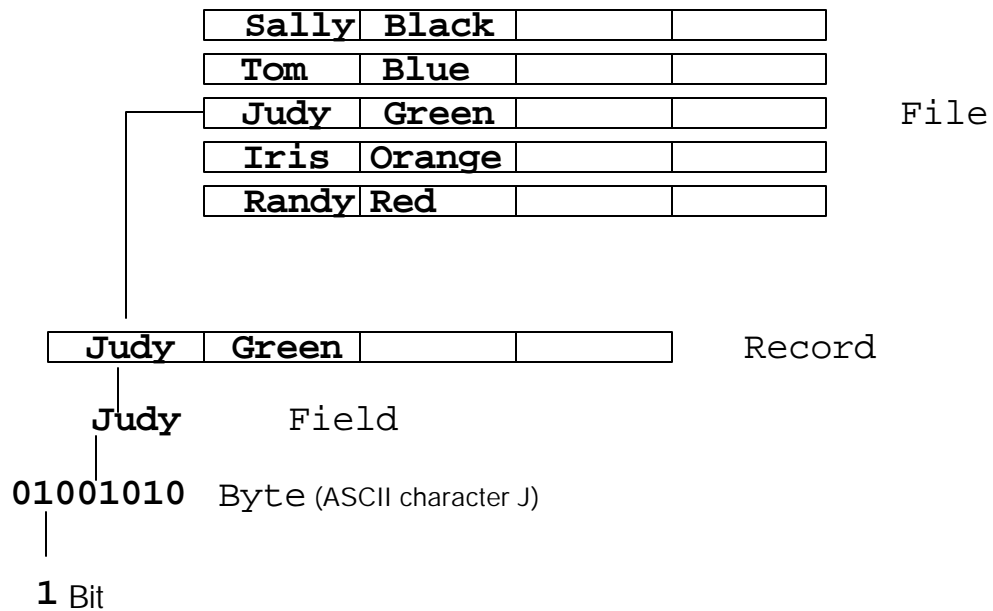 Sally Black
Tom Blue
Judy Green File
Iris Orange
Randy Red
Judy Green Record
Judy Field
01001010 Byte (ASCII character J)
1 Bit